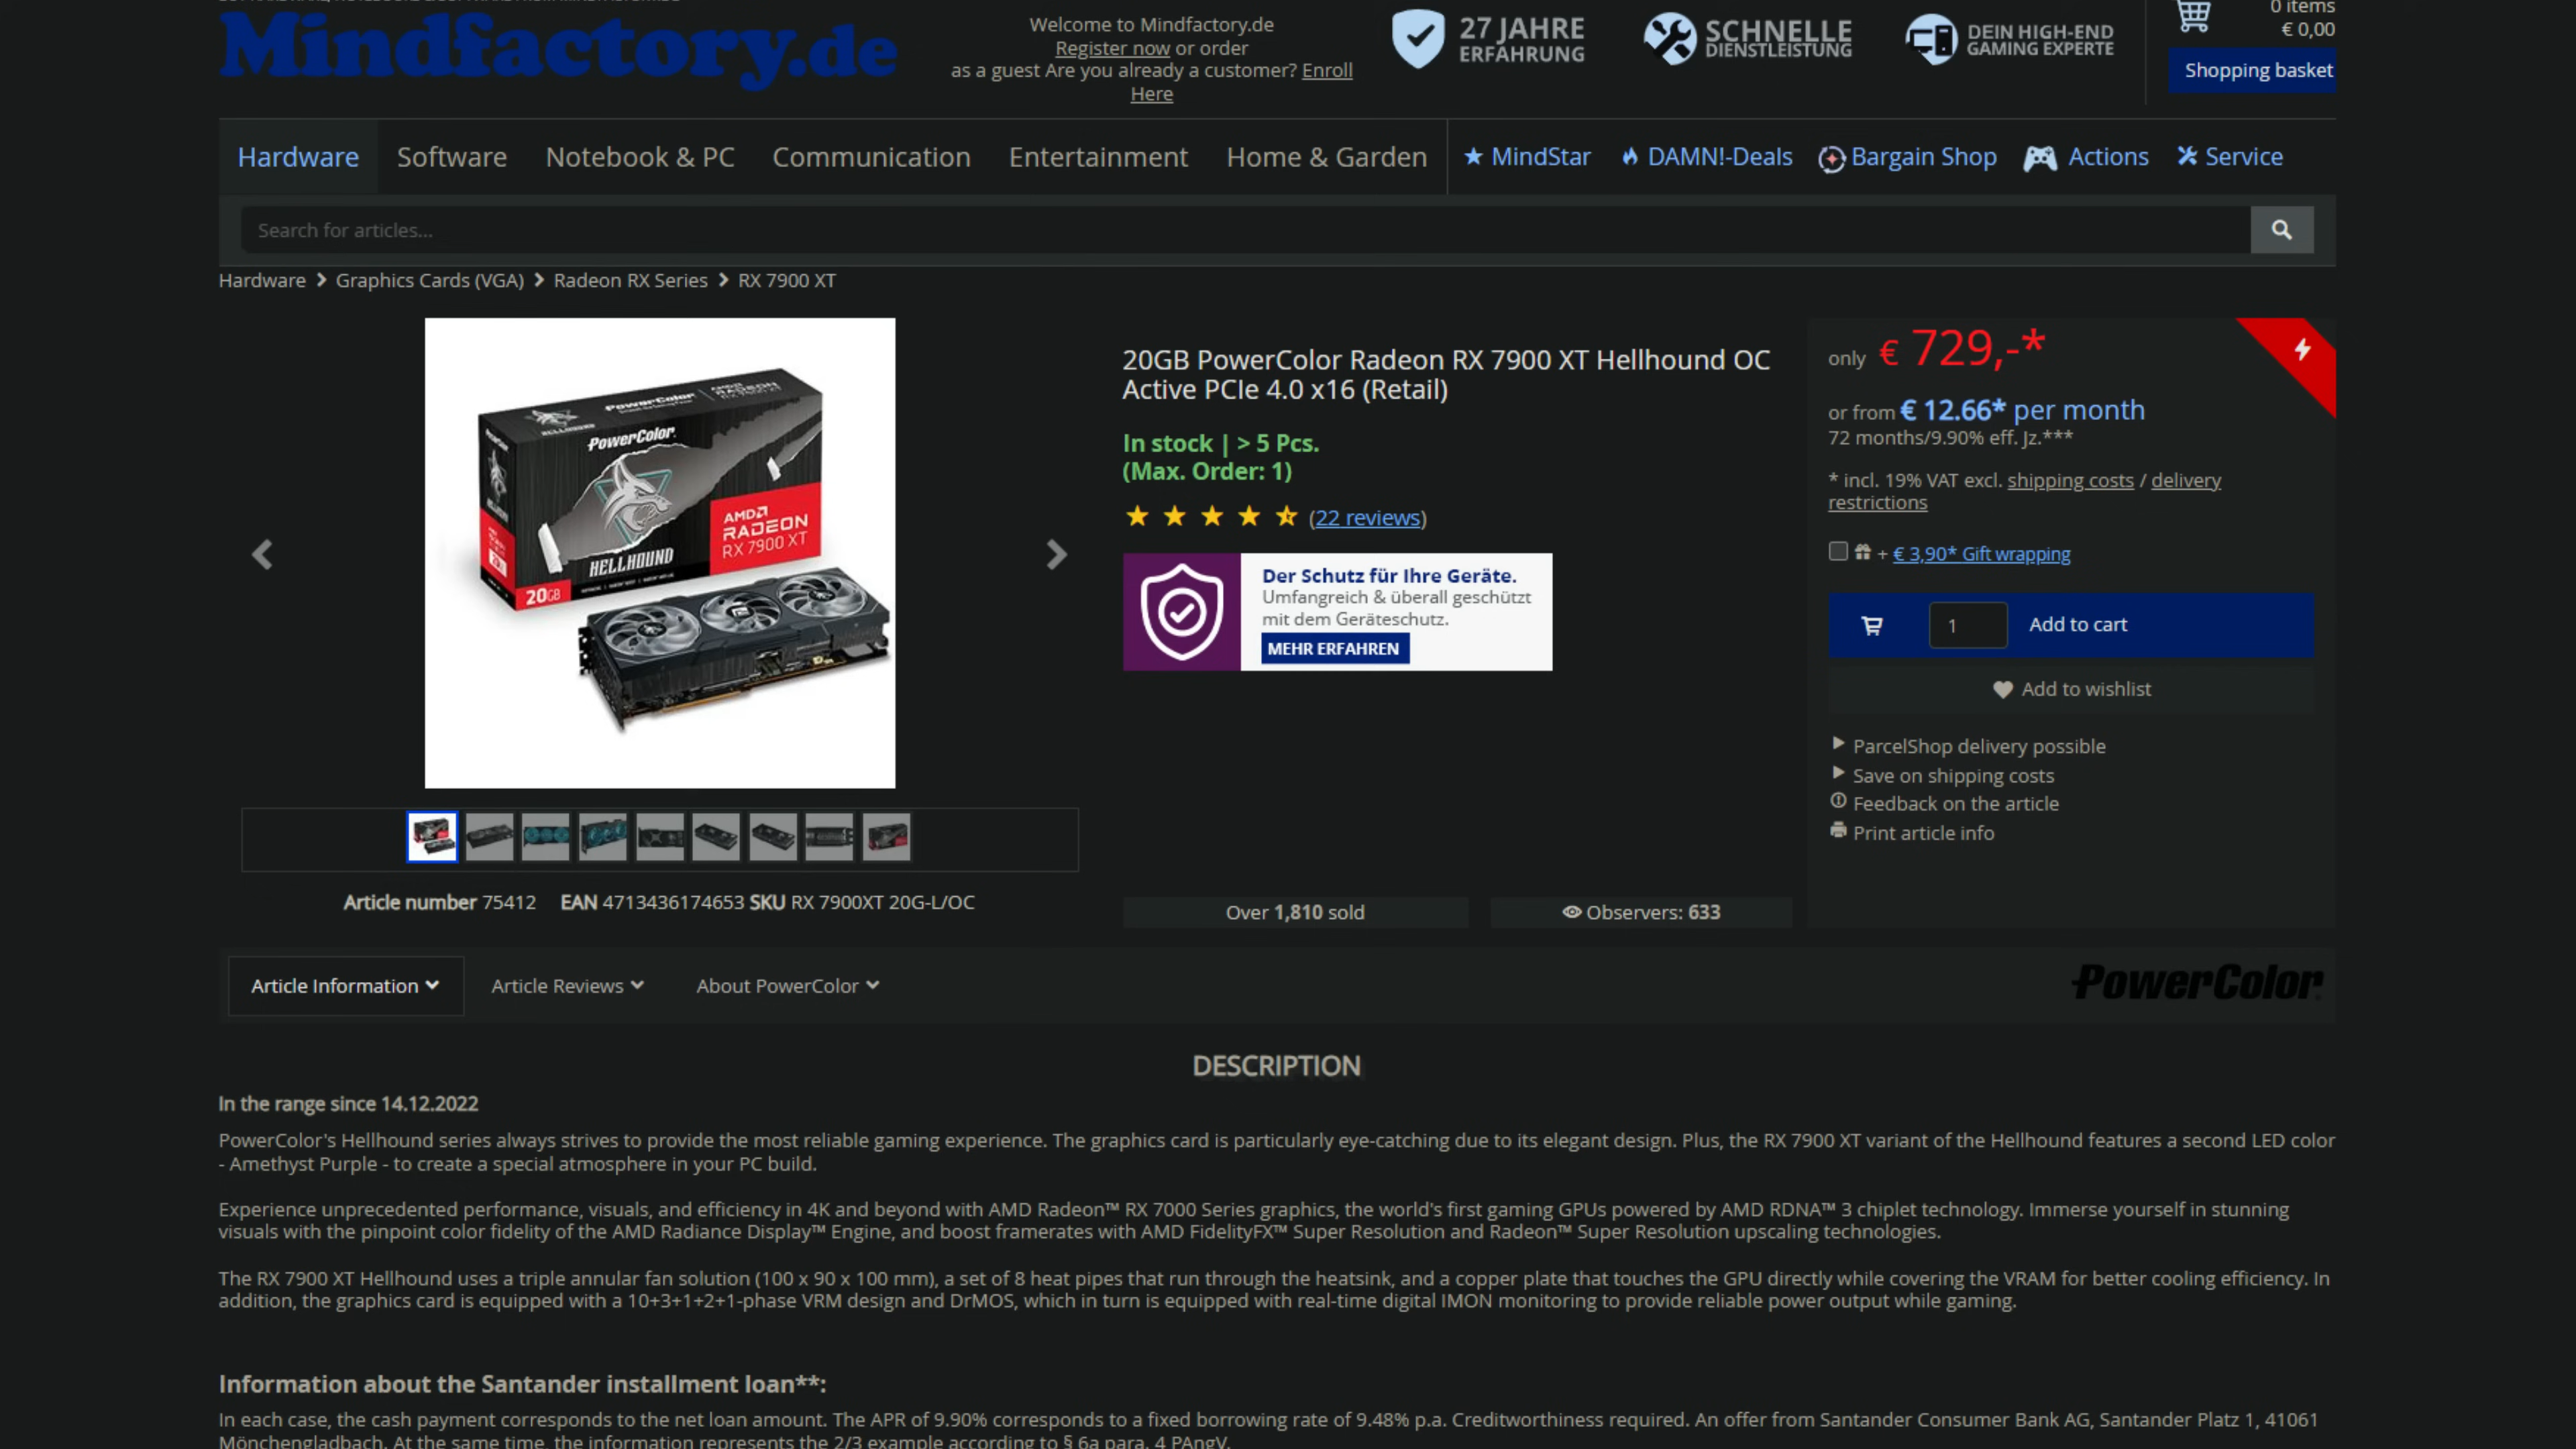 Mindfactory.de
Welcome to Mindfactory.de
Register now or order
as a guest Are you already a customer? Enroll
Here
27 JAHRE
ERFAHRUNG
SCHNELLE
DIENSTLEISTUNG
DEIN HIGH-END
GAMING EXPERTE
0 items
€ 0,00
Shopping basket
Hardware Software Notebook & PC Communication Entertainment Home & Garden MindStar DAMN!-Deals Bargain Shop Actions Service
Search for articles...
Hardware > Graphics Cards (VGA) > Radeon RX Series > RX 7900 XT
PowerColor
PowerColor
HELLHOUND
AMD
RADEON
RX 7900 XT
20GB
20GB PowerColor Radeon RX 7900 XT Hellhound OC
Active PCIe 4.0 x16 (Retail)
In stock | > 5 Pcs.
(Max. Order: 1)
(22 reviews)
Der Schutz für Ihre Geräte.
Umfangreich & überall geschützt
mit dem Geräteschutz.
MEHR ERFAHREN
only € 729,-*
or from € 12.66* per month
72 months/9.90% eff. Jz.***
* incl. 19% VAT excl. shipping costs / delivery
restrictions
+ € 3,90* Gift wrapping
1 Add to cart
Add to wishlist
ParcelShop delivery possible
Save on shipping costs
Feedback on the article
Print article info
Article number 75412 EAN 4713436174653 SKU RX 7900XT 20G-L/OC
Over 1,810 sold
Observers: 633
Article Information Article Reviews About PowerColor
PowerColor
DESCRIPTION
In the range since 14.12.2022
PowerColor's Hellhound series always strives to provide the most reliable gaming experience. The graphics card is particularly eye-catching due to its elegant design. Plus, the RX 7900 XT variant of the Hellhound features a second LED color
- Amethyst Purple - to create a special atmosphere in your PC build.
Experience unprecedented performance, visuals, and efficiency in 4K and beyond with AMD Radeon™ RX 7000 Series graphics, the world's first gaming GPUs powered by AMD RDNA™ 3 chiplet technology. Immerse yourself in stunning
visuals with the pinpoint color fidelity of the AMD Radiance Display™ Engine, and boost framerates with AMD FidelityFX™ Super Resolution and Radeon™ Super Resolution upscaling technologies.
The RX 7900 XT Hellhound uses a triple annular fan solution (100 x 90 x 100 mm), a set of 8 heat pipes that run through the heatsink, and a copper plate that touches the GPU directly while covering the VRAM for better cooling efficiency. In
addition, the graphics card is equipped with a 10+3+1+2+1-phase VRM design and DrMOS, which in turn is equipped with real-time digital IMON monitoring to provide reliable power output while gaming.
Information about the Santander installment loan**:
In each case, the cash payment corresponds to the net loan amount. The APR of 9.90% corresponds to a fixed borrowing rate of 9.48% p.a. Creditworthiness required. An offer from Santander Consumer Bank AG, Santander Platz 1, 41061
Mönchengladbach. At the same time, the information represents the 2/3 example according to § 6a para. 4 PAngV.